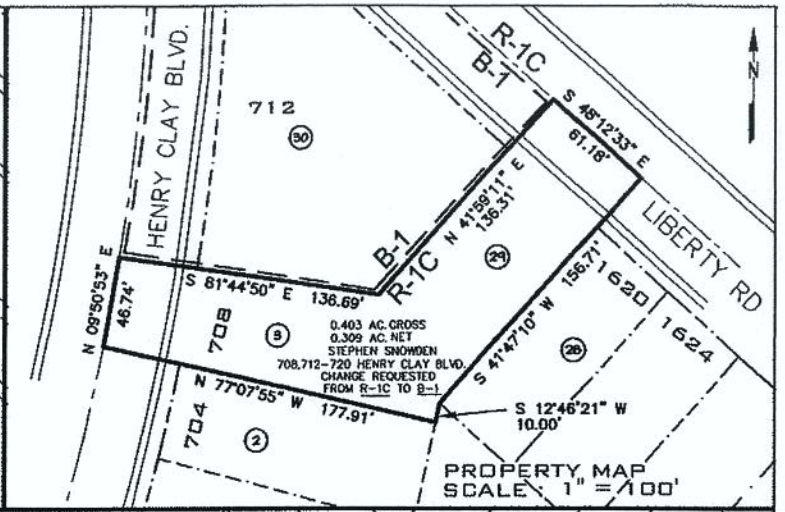 HENRY CLAY BLVD.
712
30
R-1C
B-1
N
S 48°12'33" E
61.18'
LIBERTY RD
N 41°59'11" E
136.31'
B-1
R-1C
29
S 41°47'10" W 156.71'
1620
1624
28
S 81°44'50" E 136.69'
N 09°50'53" E
46.74'
708
3
0.403 AC. GROSS
0.309 AC. NET
STEPHEN SNOWDEN
708,712-720 HENRY CLAY BLVD.
CHANGE REQUESTED
FROM R-1C TO B-1
N 77°07'55" W 177.91'
704
2
S 12°46'21" W
10.00'
PROPERTY MAP
SCALE: 1" = 100'